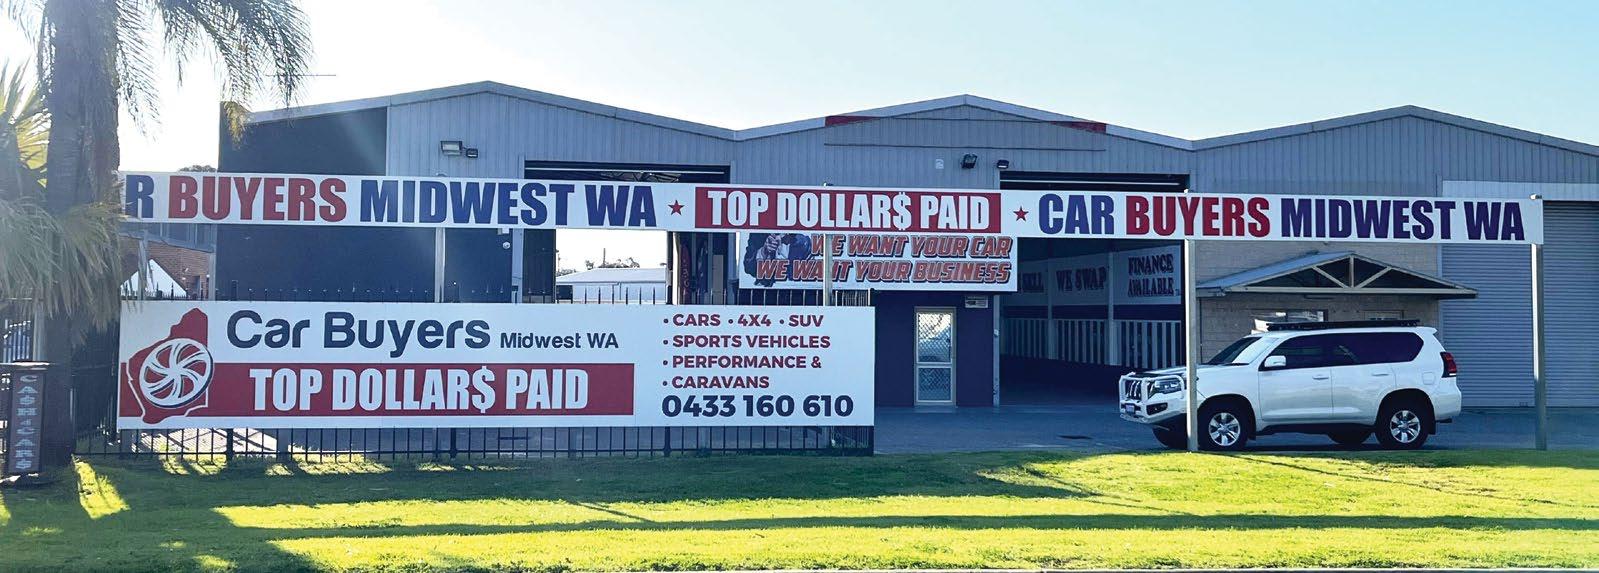 R BUYERS MIDWEST WA ★ TOP DOLLAR$ PAID ★ CAR BUYERS MIDWEST WA
WE WANT YOUR CAR
WE WANT YOUR BUSINESS
SELL
WE SWAP
FINANCE
AVAILABLE
Car Buyers Midwest WA
TOP DOLLAR$ PAID
• CARS • 4X4 • SUV
• SPORTS VEHICLES
• PERFORMANCE &
• CARAVANS
0433 160 610
CA$H4CAR$